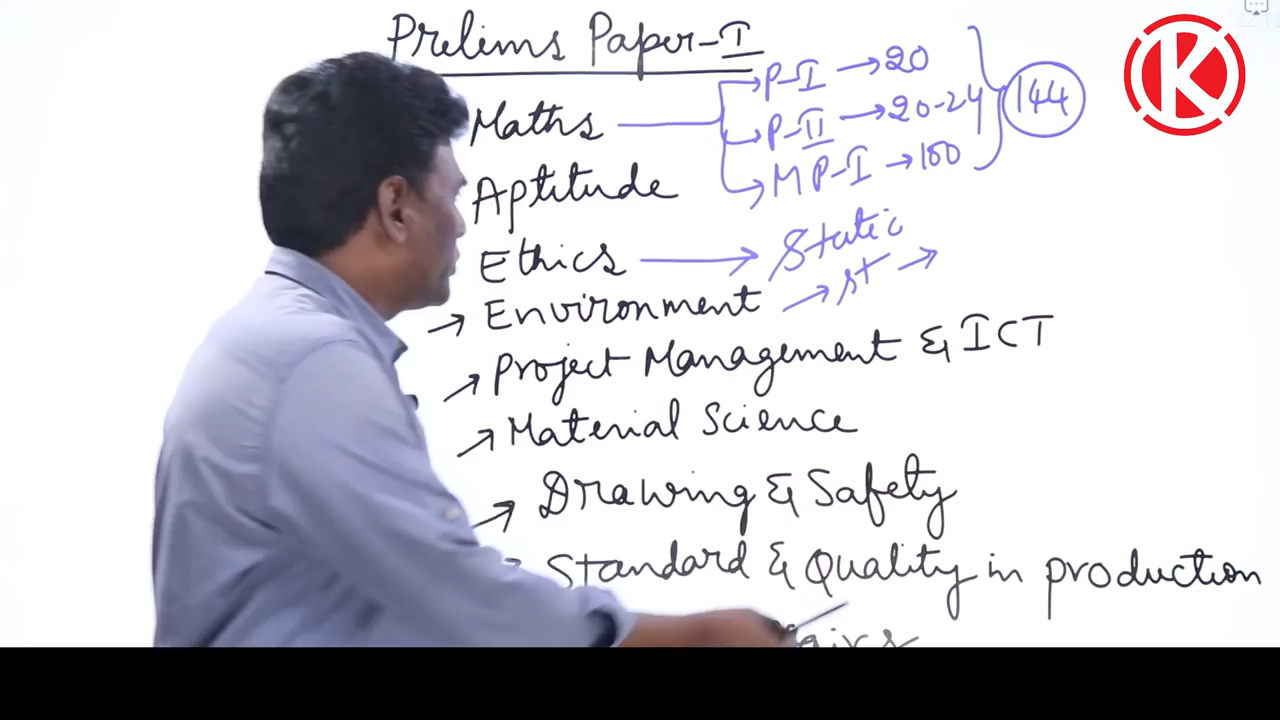 Prelims Paper-I
Maths
P-I → 20
P-II → 20-24
M P-I → 100
144
Aptitude
Ethics → Static
→ Environment → st →
→ Project Management & ICT
→ Material Science
→ Drawing & Safety
Standard & Quality in production
K